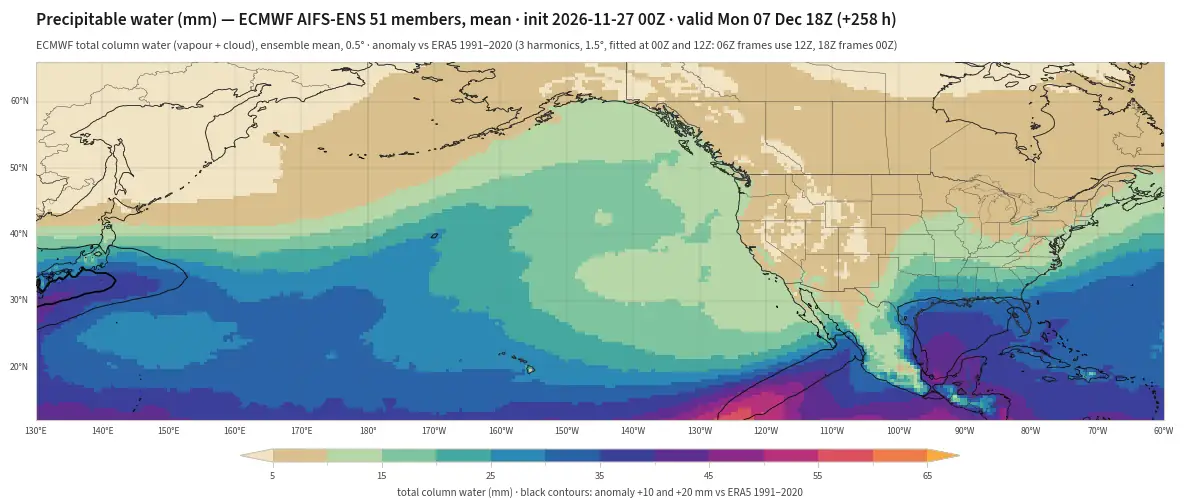 Precipitable water (mm) — ECMWF AIFS-ENS 51 members, mean · init 2026-11-27 00Z · valid Mon 07 Dec 18Z (+258 h)
ECMWF total column water (vapour + cloud), ensemble mean, 0.5° · anomaly vs ERA5 1991–2020 (3 harmonics, 1.5°, fitted at 00Z and 12Z: 06Z frames use 12Z, 18Z frames 00Z)
60°N
50°N
40°N
30°N
20°N
130°E 140°E 150°E 160°E 170°E 180° 170°W 160°W 150°W 140°W 130°W 120°W 110°W 100°W 90°W 80°W 70°W 60°W
5 15 25 35 45 55 65
total column water (mm) · black contours: anomaly +10 and +20 mm vs ERA5 1991–2020